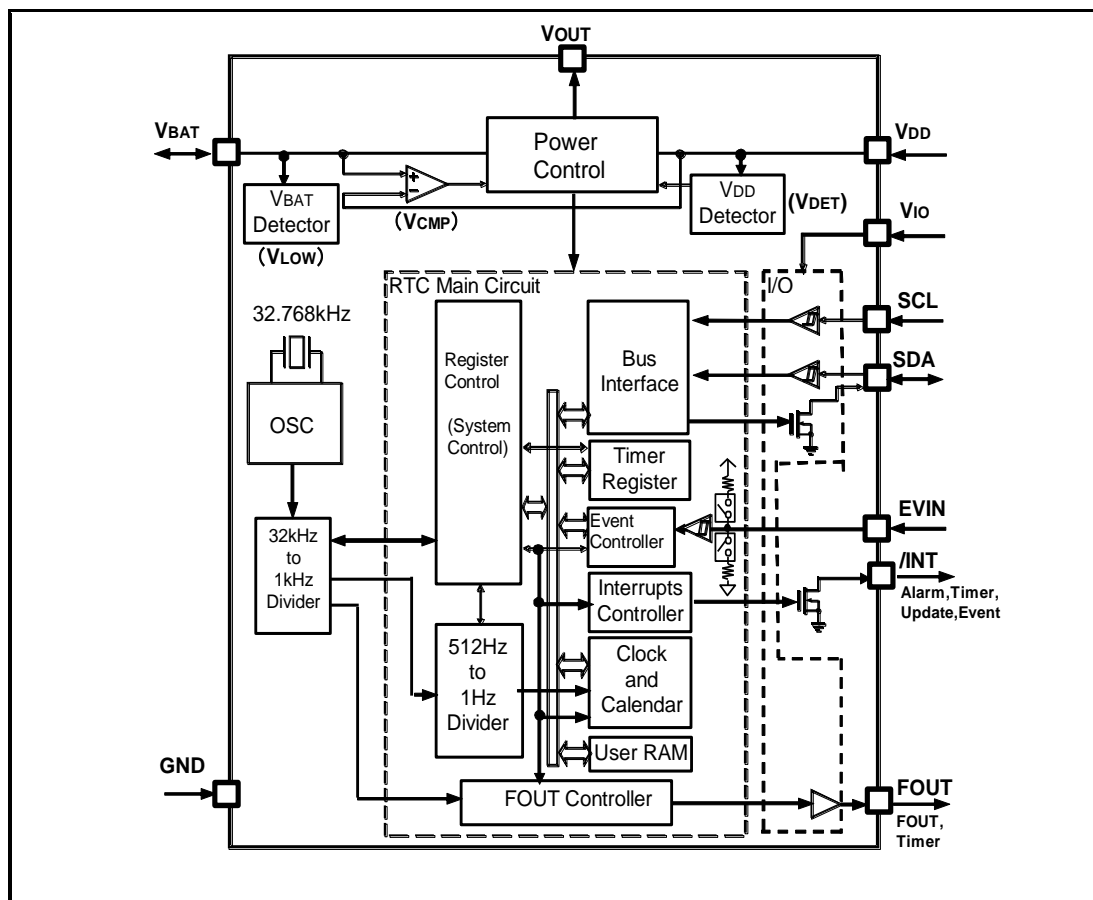 VOUT
VBAT
VDD
Power
Control
VBAT
Detector
(VLOW)
+
−
(VCMP)
VDD
Detector
(VDET)
VIO
RTC Main Circuit
I/O
32.768kHz
OSC
Register
Control
(System
Control)
Bus
Interface
SCL
SDA
Timer
Register
Event
Controller
EVIN
32kHz
to
1kHz
Divider
Interrupts
Controller
/INT
Alarm,Timer,
Update,Event
512Hz
to
1Hz
Divider
Clock
and
Calendar
User RAM
GND
FOUT Controller
FOUT
FOUT,
Timer